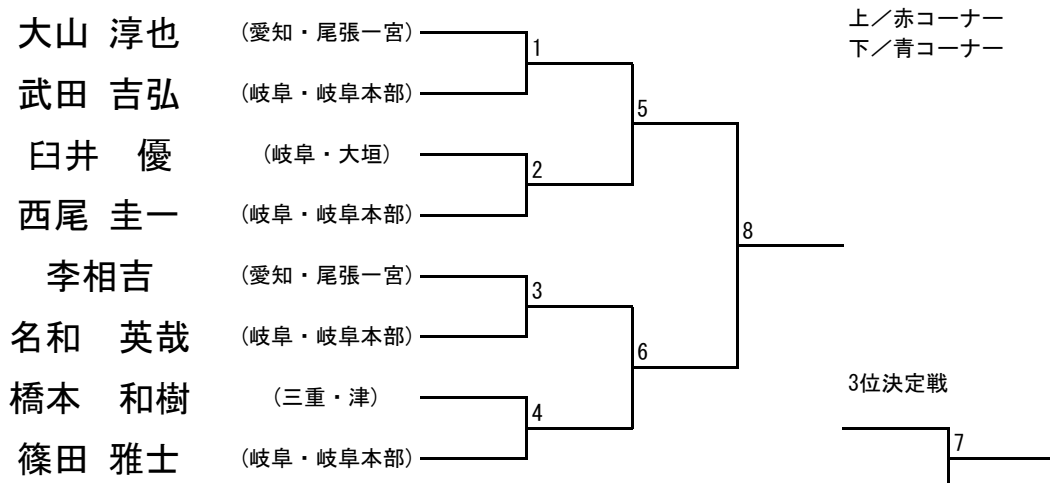 大山 淳也 (愛知・尾張一宮)
1
武田 吉弘 (岐阜・岐阜本部)
5
臼井 優 (岐阜・大垣)
2
西尾 圭一 (岐阜・岐阜本部)
8
李相吉 (愛知・尾張一宮)
3
名和 英哉 (岐阜・岐阜本部)
6
橋本 和樹 (三重・津)
4
篠田 雅士 (岐阜・岐阜本部)
上／赤コーナー
下／青コーナー
3位決定戦
7